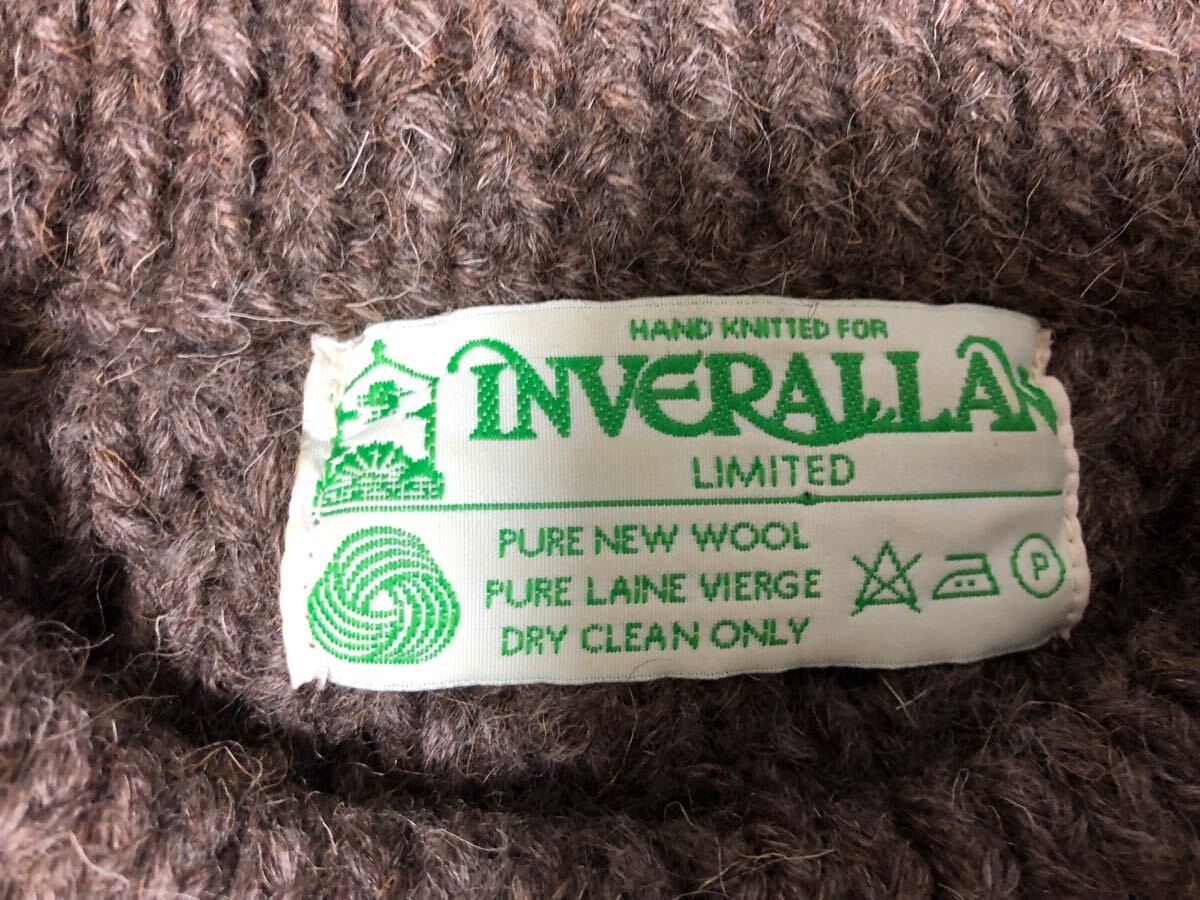 HAND KNITTED FOR
INVERALLAN
LIMITED
PURE NEW WOOL
PURE LAINE VIERGE
DRY CLEAN ONLY
P